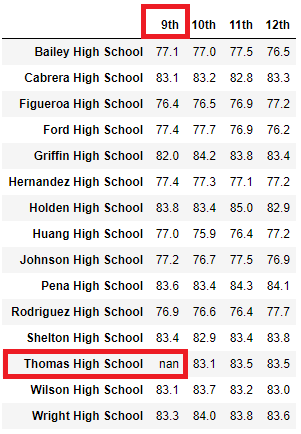 9th 10th 11th 12th
Bailey High School 77.1 77.0 77.5 76.5
Cabrera High School 83.1 83.2 82.8 83.3
Figueroa High School 76.4 76.5 76.9 77.2
Ford High School 77.4 77.7 76.9 76.2
Griffin High School 82.0 84.2 83.8 83.4
Hernandez High School 77.4 77.3 77.1 77.2
Holden High School 83.8 83.4 85.0 82.9
Huang High School 77.0 75.9 76.4 77.2
Johnson High School 77.2 76.7 77.5 76.9
Pena High School 83.6 83.4 84.3 84.1
Rodriguez High School 76.9 76.6 76.4 77.7
Shelton High School 83.4 82.9 83.4 83.8
Thomas High School nan 83.1 83.5 83.5
Wilson High School 83.1 83.7 83.2 83.0
Wright High School 83.3 84.0 83.8 83.6